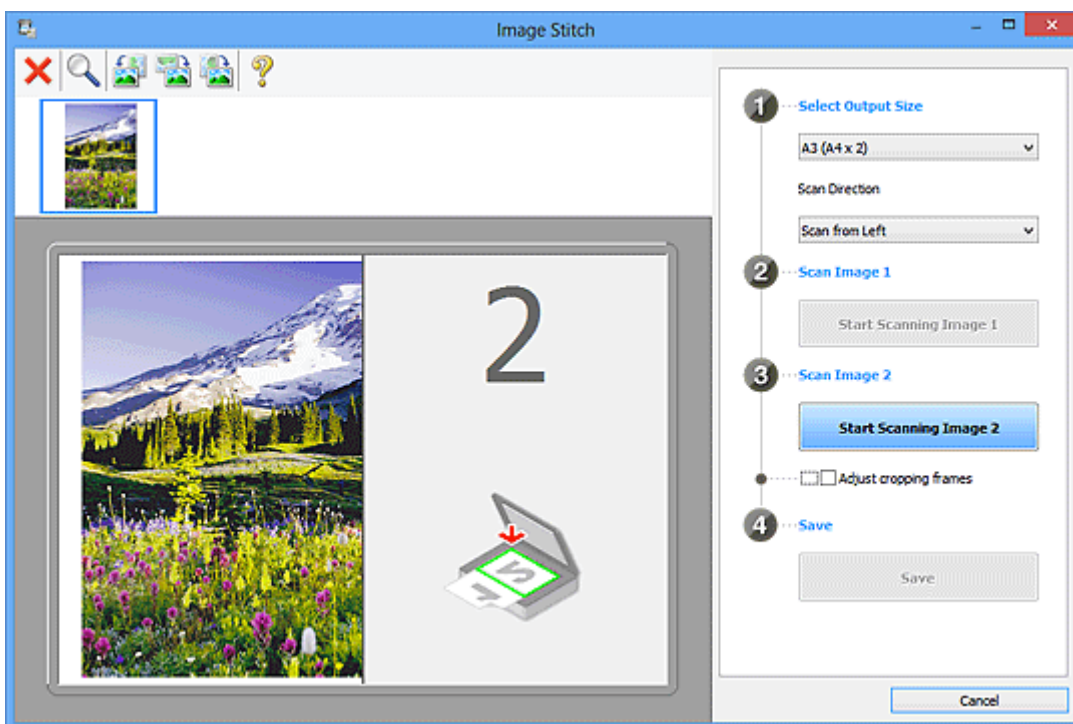 Image Stitch
1
Select Output Size
A3 (A4 x 2)
Scan Direction
Scan from Left
2
Scan Image 1
Start Scanning Image 1
3
Scan Image 2
Start Scanning Image 2
Adjust cropping frames
4
Save
Save
2
1 2
Cancel